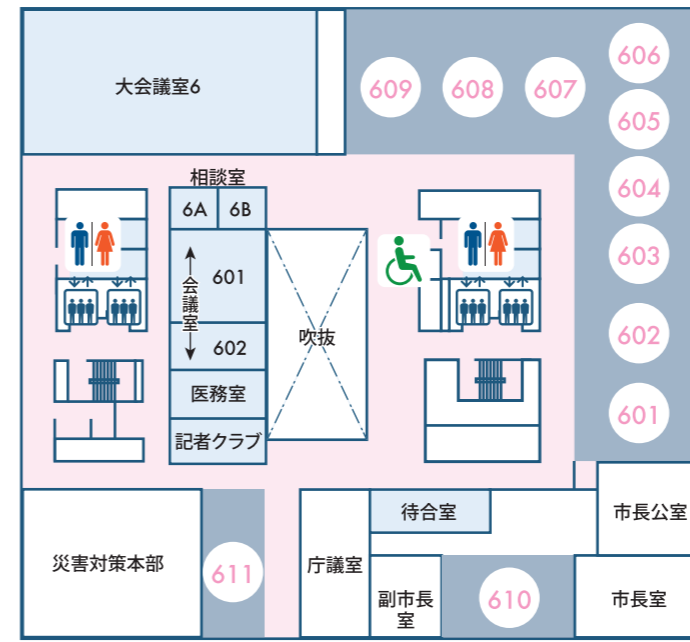 大会議室6
609
608
607
606
605
604
603
602
601
相談室
6A
6B
会議室
601
602
医務室
記者クラブ
吹抜
災害対策本部
611
庁議室
待合室
副市長
室
610
市長公室
市長室